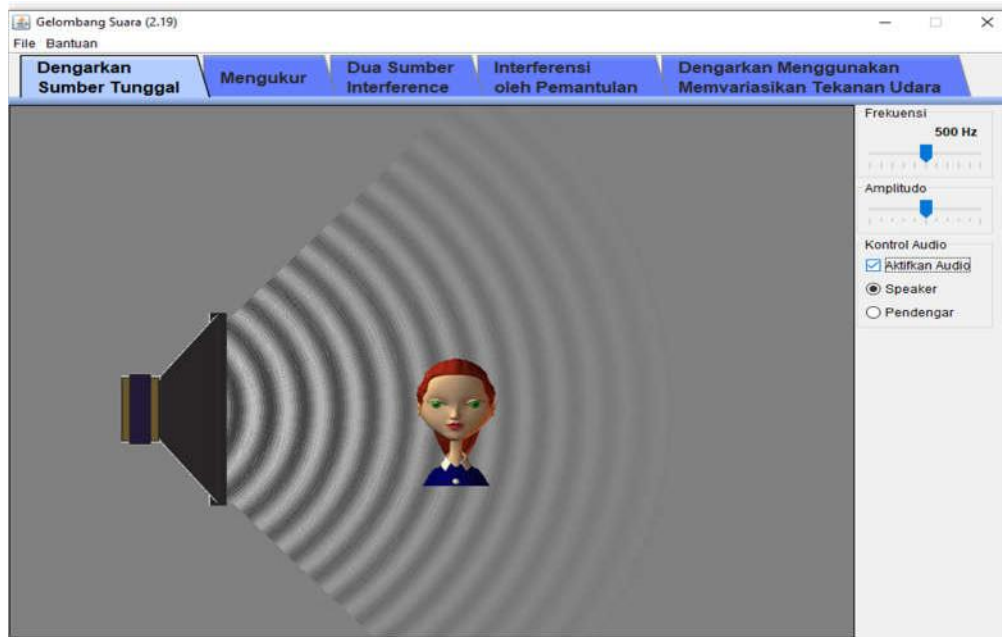 Gelombang Suara (2.19)
File Bantuan
Dengarkan
Sumber Tunggal
Mengukur
Dua Sumber
Interference
Interferensi
oleh Pemantulan
Dengarkan Menggunakan
Memvariasikan Tekanan Udara
Frekuensi
500 Hz
Amplitudo
Kontrol Audio
Aktifkan Audio
Speaker
Pendengar